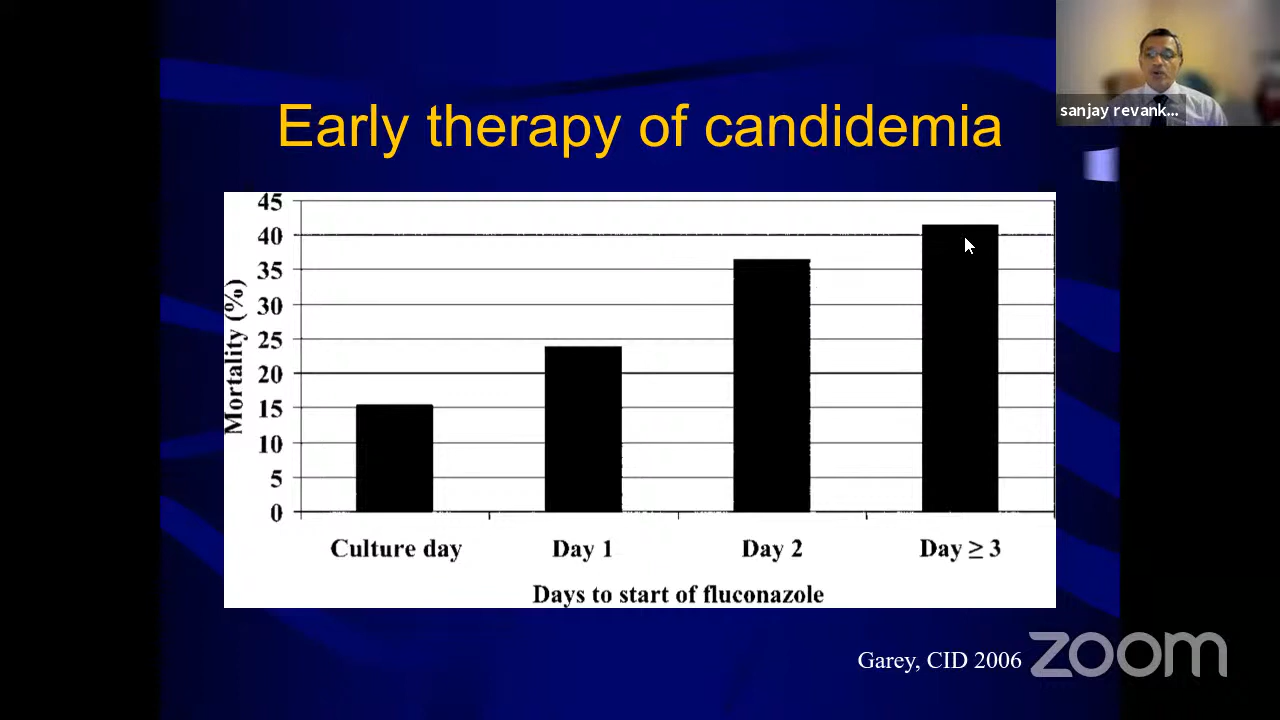 sanjay revank...
Early therapy of candidemia
Mortality (%)
45
40
35
30
25
20
15
10
5
0
Culture day
Day 1
Day 2
Day ≥ 3
Days to start of fluconazole
Garey, CID 2006
zoom